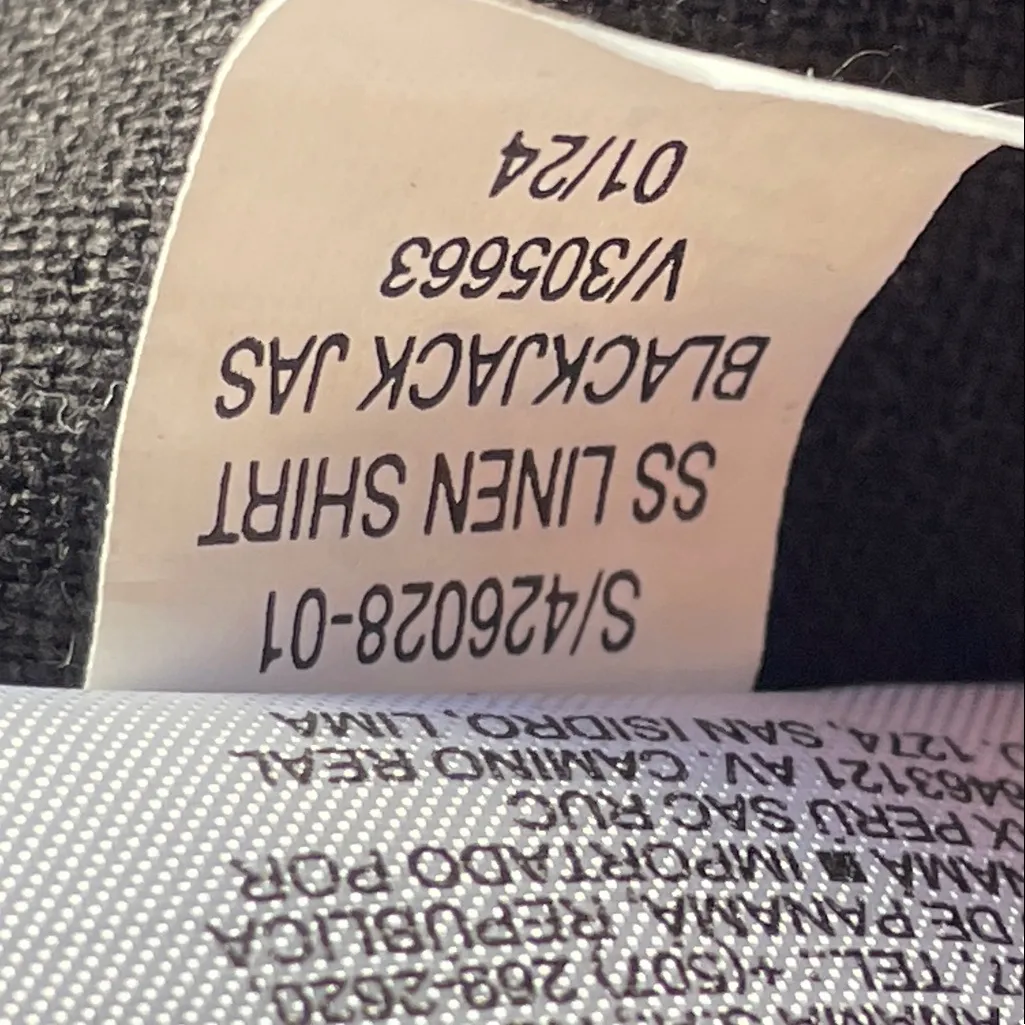 TEL.: +(507) 269-2620,
DE PANAMA, REPUBLICA
IMPORTADO POR
PERU SAC RUC
AV. CAMINO REAL
1274, SAN ISIDRO, LIMA
S/426028-01
SS LINEN SHIRT
BLACKJACK JAS
V/305663
01/24